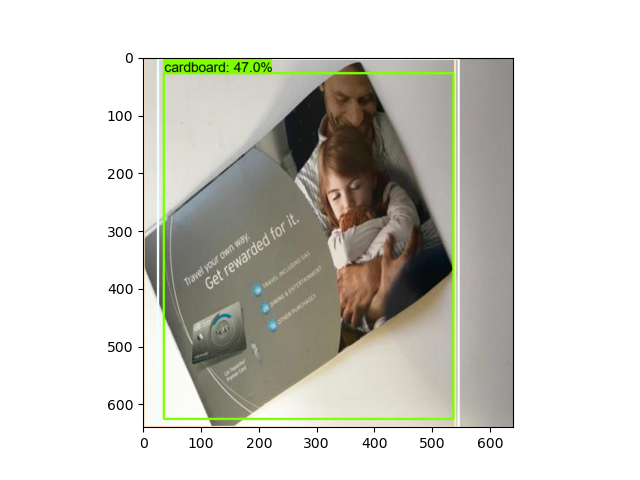 cardboard: 47.0%
0
100
200
300
400
500
600
0
100
200
300
400
500
600
Travel your own way.
Get rewarded for it.
TRAVEL INCLUDING GAS
DINING & ENTERTAINMENT
OTHER PURCHASES